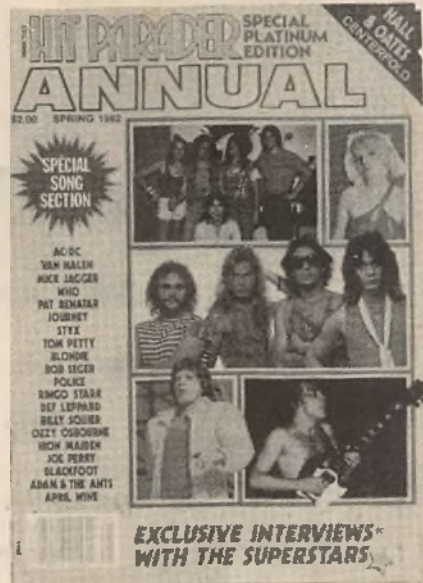 HIT PARADER
SPECIAL
PLATINUM
EDITION
HALL
& OATES
CENTERFOLD
ANNUAL
$2.00 SPRING 1982
SPECIAL
SONG
SECTION
AC/DC
VAN HALEN
MICK JAGGER
WHO
PAT BENATAR
JOURNEY
STYX
TOM PETTY
BLONDIE
BOB SEGER
POLICE
RINGO STARR
DEF LEPPARD
BILLY SQUIER
OZZY OSBOURNE
IRON MAIDEN
JOE PERRY
BLACKFOOT
ADAM & THE ANTS
APRIL WINE
EXCLUSIVE INTERVIEWS
WITH THE SUPERSTARS